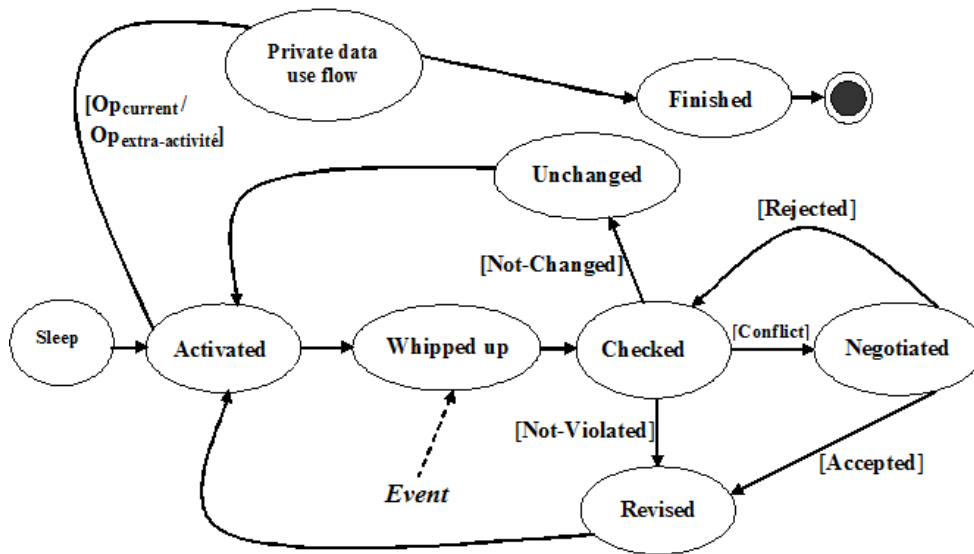 Private data
use flow
Finished
[Opcurrent/
Opextra-activité]
Unchanged
[Rejected]
[Not-Changed]
Sleep
Activated
Whipped up
Checked
[Conflict]
Negotiated
[Not-Violated]
[Accepted]
Event
Revised